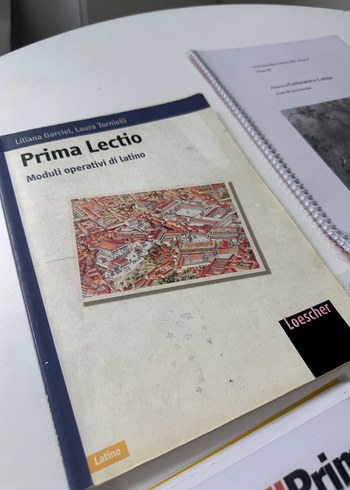 Liliana Garciel, Laura Tornielli
Prima Lectio
Moduli operativi di latino
Loescher
Latino
Prim